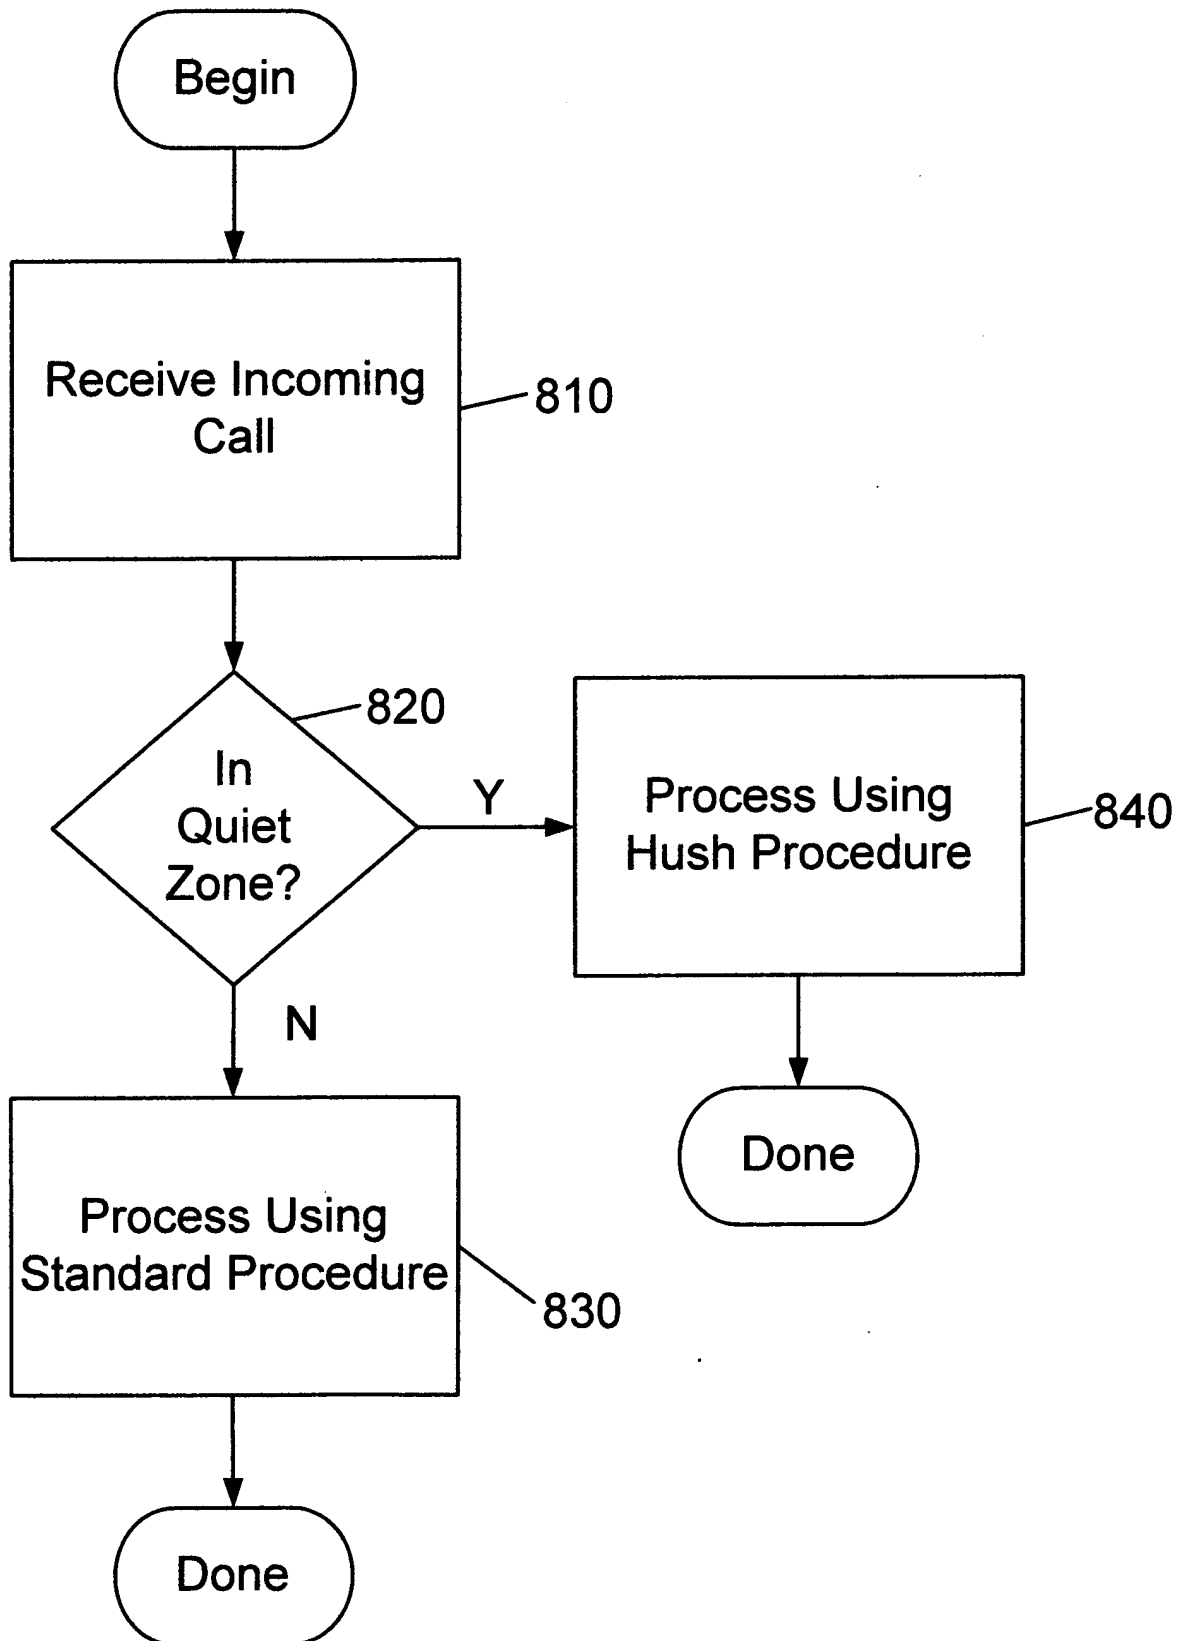 Begin
Receive Incoming
Call
810
820
In
Quiet
Zone?
Y
Process Using
Hush Procedure
840
N
Done
Process Using
Standard Procedure
830
Done